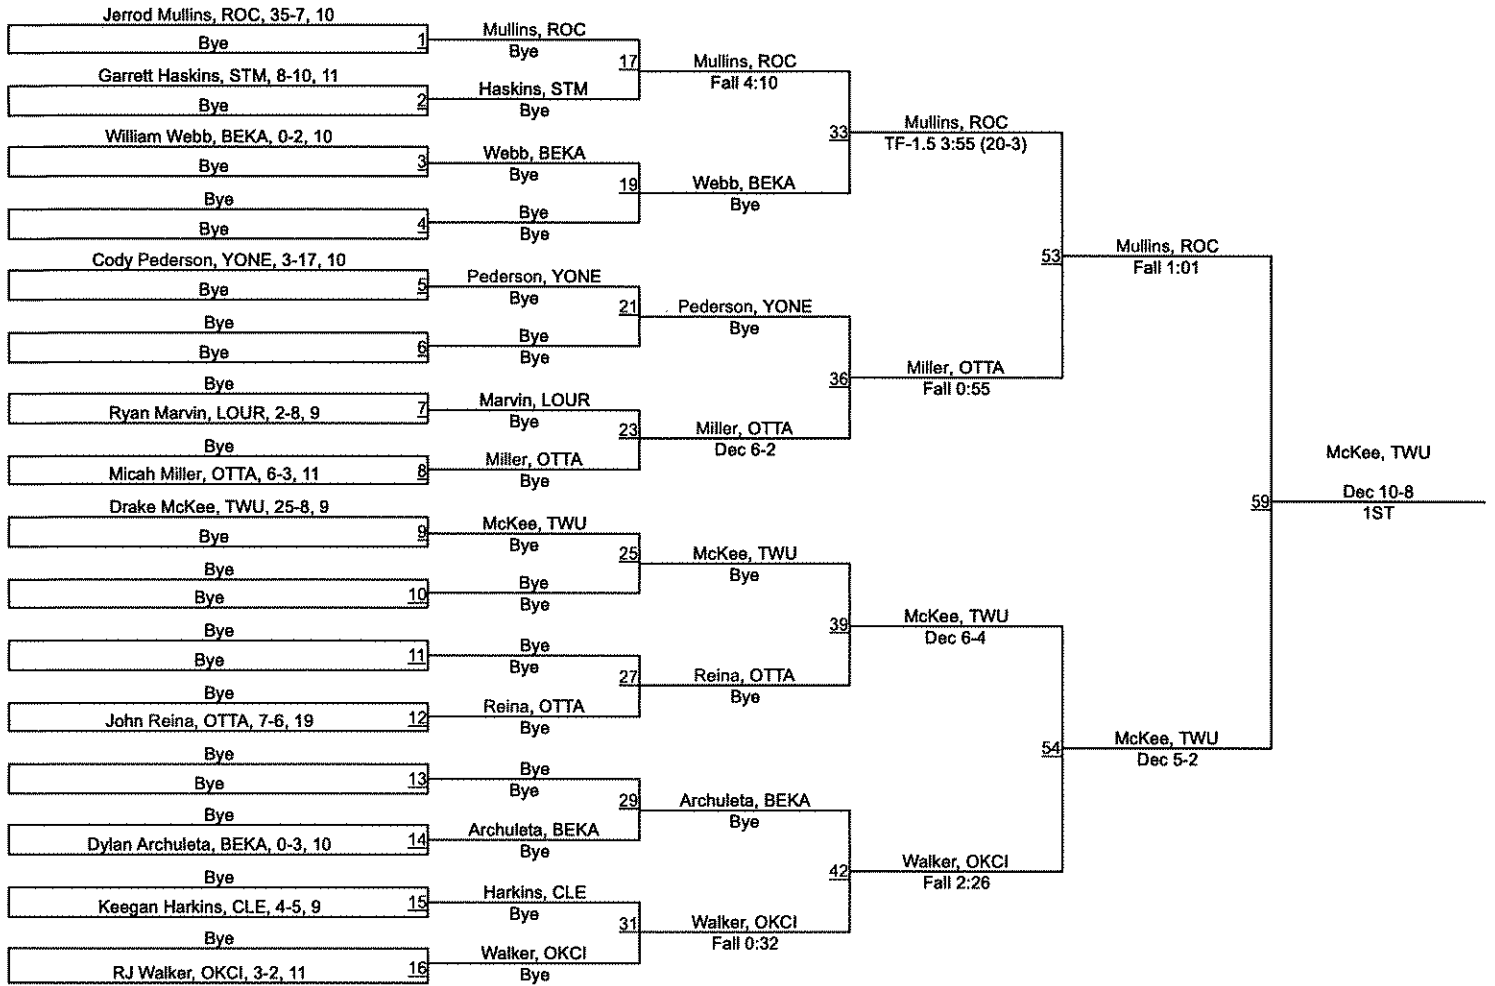 Jerrod Mullins, ROC, 35-7, 10
Bye
1
Garrett Haskins, STM, 8-10, 11
Bye
2
William Webb, BEKA, 0-2, 10
Bye
3
Bye
Bye
4
Cody Pederson, YONE, 3-17, 10
Bye
5
Bye
Bye
6
Bye
Ryan Marvin, LOUR, 2-8, 9
7
Bye
Micah Miller, OTTA, 6-3, 11
8
Drake McKee, TWU, 25-8, 9
Bye
9
Bye
Bye
10
Bye
Bye
11
Bye
John Reina, OTTA, 7-6, 19
12
Bye
Bye
13
Bye
Dylan Archuleta, BEKA, 0-3, 10
14
Bye
Keegan Harkins, CLE, 4-5, 9
15
Bye
RJ Walker, OKCI, 3-2, 11
16
Mullins, ROC
Bye
17
Haskins, STM
Bye
Webb, BEKA
Bye
19
Bye
Bye
Pederson, YONE
Bye
21
Bye
Bye
Marvin, LOUR
Bye
23
Miller, OTTA
Bye
McKee, TWU
Bye
25
Bye
Bye
Bye
Bye
27
Reina, OTTA
Bye
Bye
Bye
29
Archuleta, BEKA
Bye
Harkins, CLE
Bye
31
Walker, OKCI
Bye
Mullins, ROC
Fall 4:10
33
Webb, BEKA
Bye
Pederson, YONE
Bye
36
Miller, OTTA
Dec 6-2
McKee, TWU
Bye
39
Reina, OTTA
Bye
Archuleta, BEKA
Bye
42
Walker, OKCI
Fall 0:32
Mullins, ROC
TF-1.5 3:55 (20-3)
53
Miller, OTTA
Fall 0:55
McKee, TWU
Dec 6-4
54
Walker, OKCI
Fall 2:26
Mullins, ROC
Fall 1:01
59
McKee, TWU
Dec 5-2
McKee, TWU
Dec 10-8
1ST